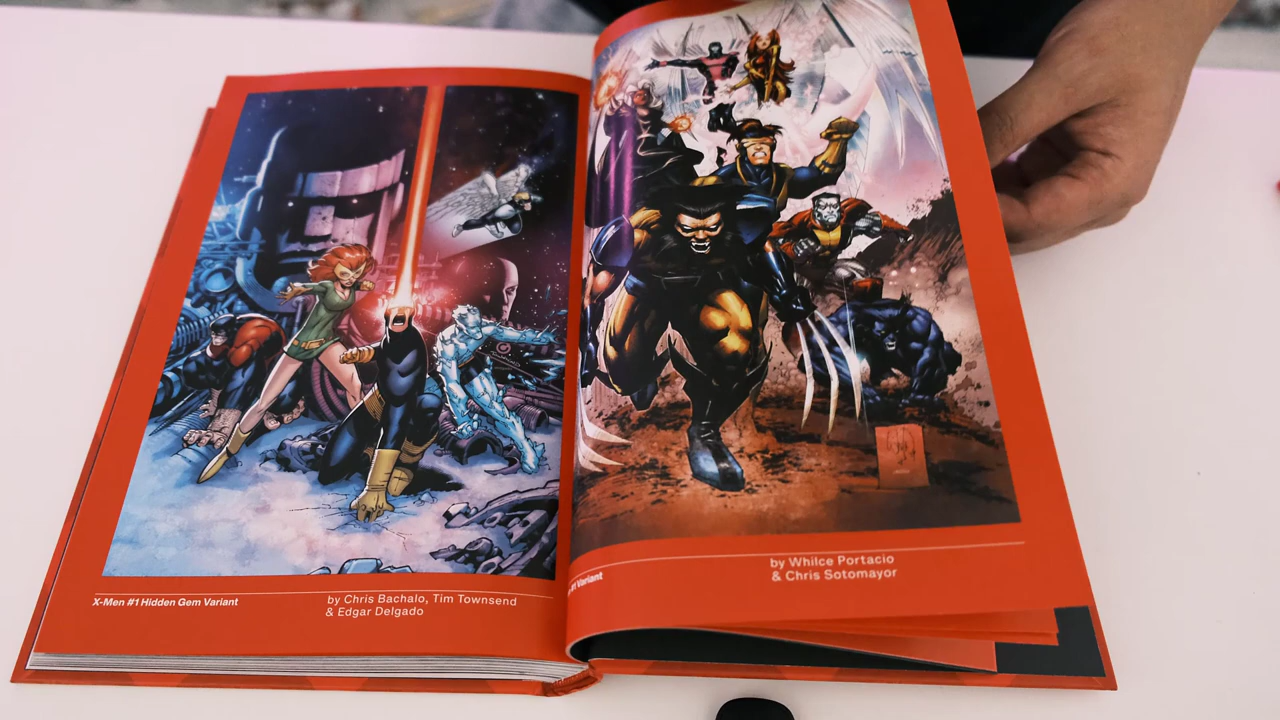 X-Men #1 Hidden Gem Variant
by Chris Bachalo, Tim Townsend
& Edgar Delgado
#1 Variant
by Whilce Portacio
& Chris Sotomayor